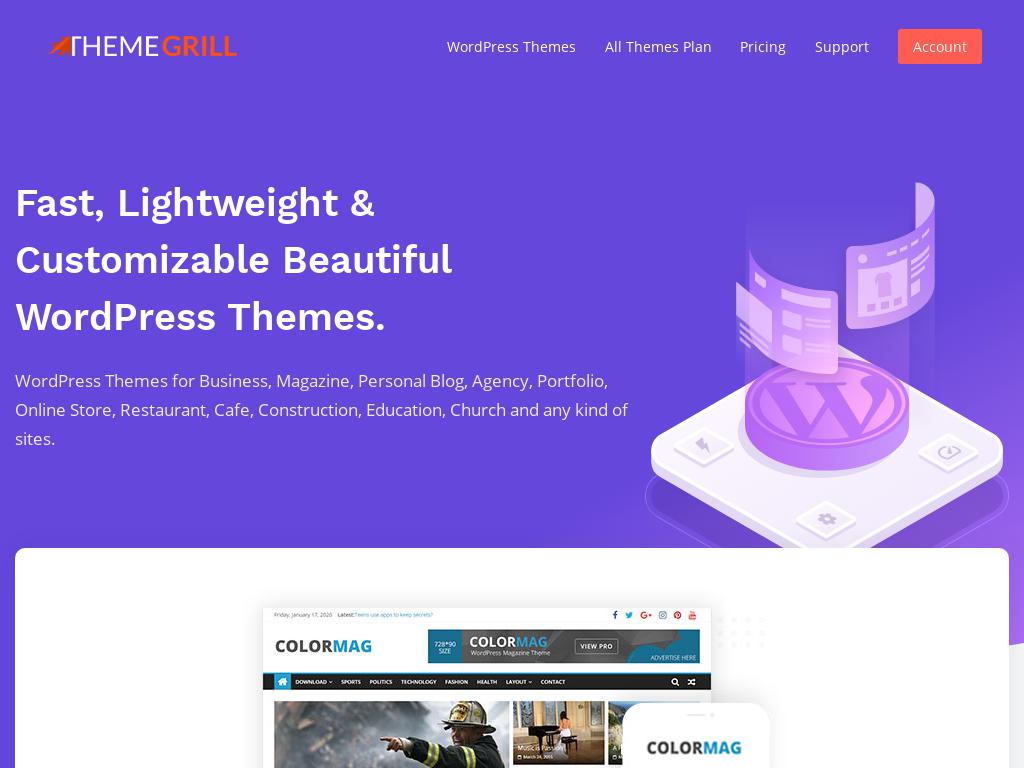 THEMEGRILL
WordPress Themes
All Themes Plan
Pricing
Support
Account
Fast, Lightweight &
Customizable Beautiful
WordPress Themes.
WordPress Themes for Business, Magazine, Personal Blog, Agency, Portfolio,
Online Store, Restaurant, Cafe, Construction, Education, Church and any kind of
sites.
Friday, January 17, 2020 Latest: Teens use apps to keep secrets?
COLORMAG
728*90
SIZE
COLORMAG
WordPress Magazine Theme
VIEW PRO
ADVERTISE HERE
DOWNLOAD SPORTS POLITICS TECHNOLOGY FASHION HEALTH LAYOUT CONTACT
Music is Passion
March 24, 2015
COLORMAG